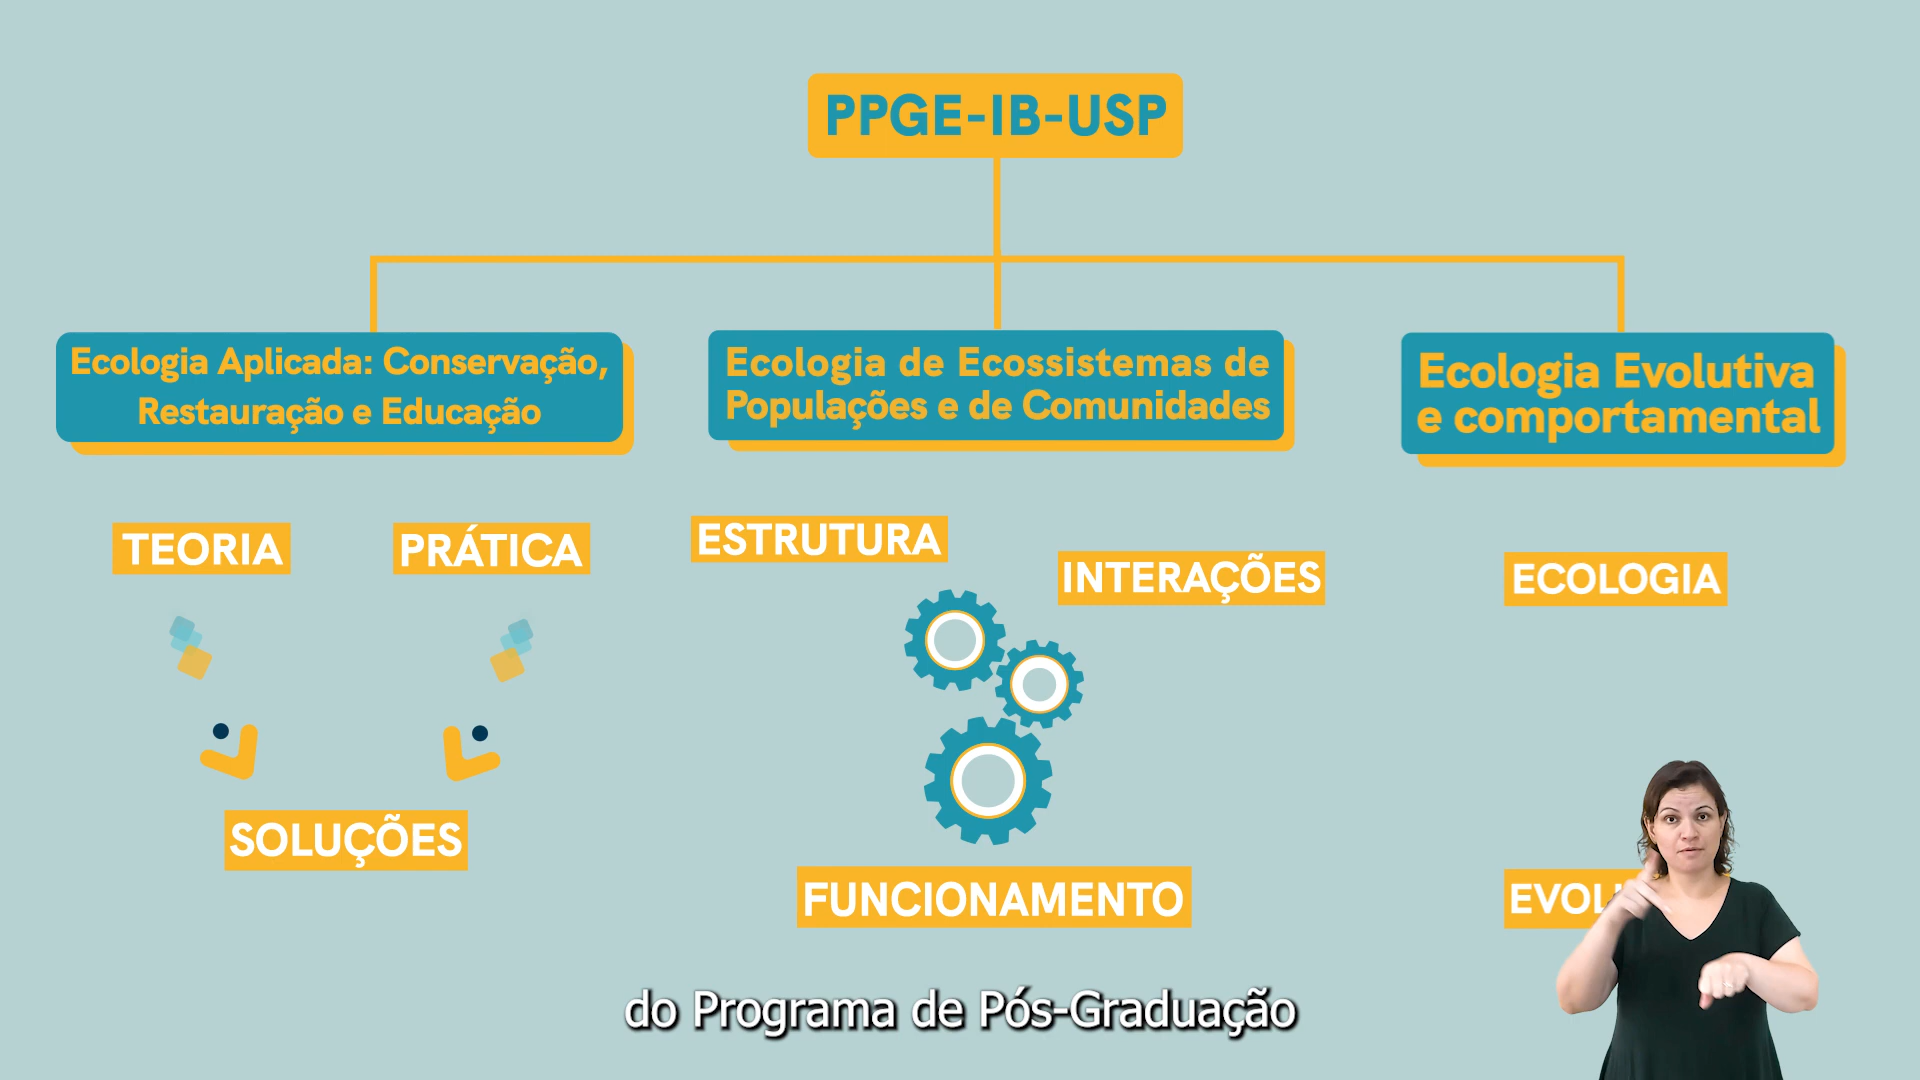 PPGE-IB-USP
Ecologia Aplicada: Conservação,
Restauração e Educação
Ecologia de Ecossistemas de
Populações e de Comunidades
Ecologia Evolutiva
e comportamental
TEORIA
PRÁTICA
SOLUÇÕES
ESTRUTURA
INTERAÇÕES
FUNCIONAMENTO
ECOLOGIA
do Programa de Pós-Graduação